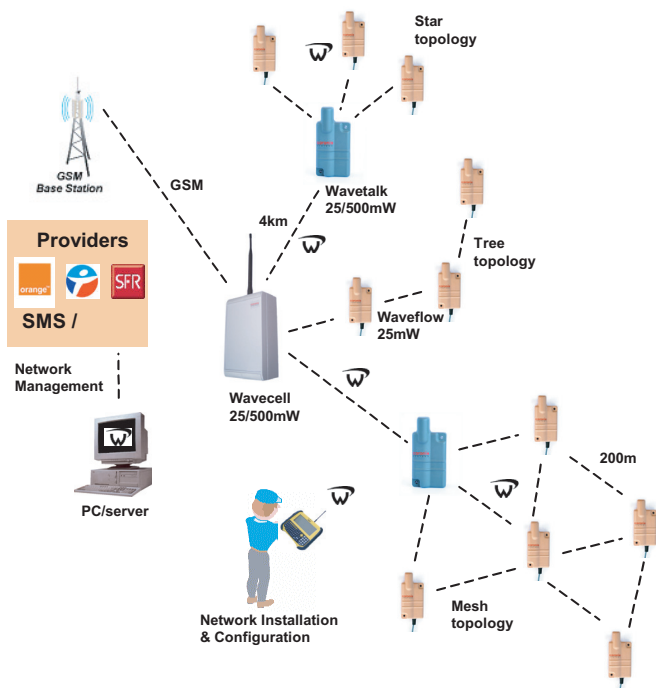 Star
topology
GSM
Base Station
GSM
Wavetalk
25/500mW
4km
Providers
orange™
SFR
SMS /
Tree
topology
Waveflow
25mW
Network
Management
Wavecell
25/500mW
PC/server
200m
Network Installation
& Configuration
Mesh
topology